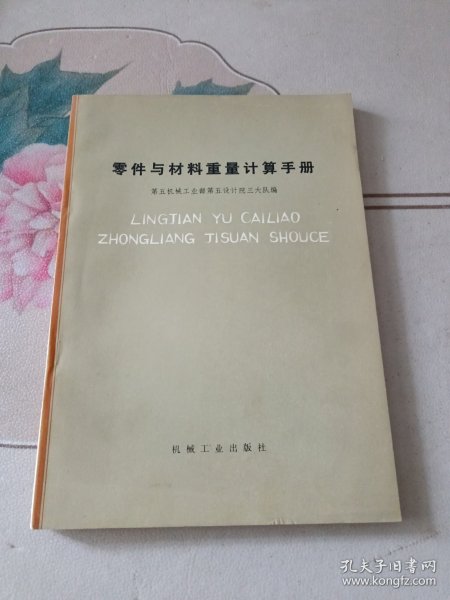 零件与材料重量计算手册
第五机械工业部第五设计院三大队编
LINGJIAN YU CAILIAO
ZHONGLIANG JISUAN SHOUCE
机械工业出版社
孔夫子旧书网
www.kongfz.com